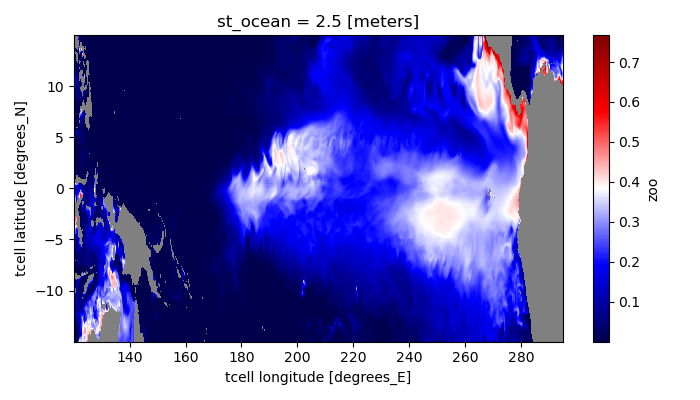 st_ocean = 2.5 [meters]
10
5
0
−5
−10
tcell latitude [degrees_N]
140 160 180 200 220 240 260 280
tcell longitude [degrees_E]
0.7
0.6
0.5
0.4
0.3
0.2
0.1
zoo